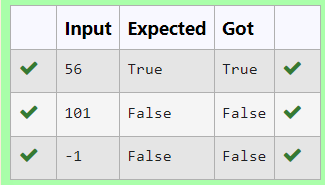 Input Expected Got
56 True True
101 False False
-1 False False